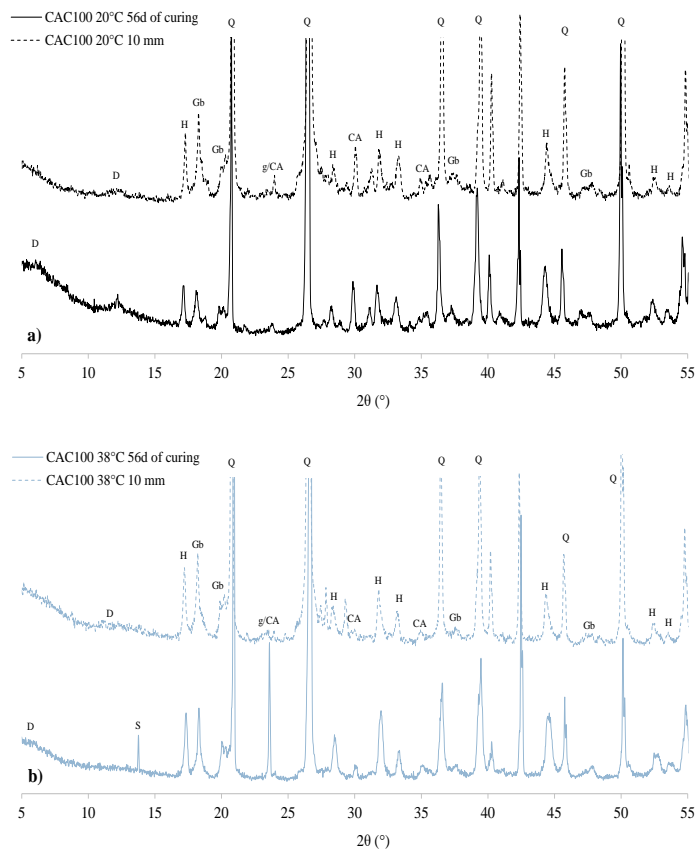 CAC100 20°C 56d of curing
CAC100 20°C 10 mm
Q Q Q Q Q Q
Gb
H
Gb
D
g/CA
H
CA
H
H
CA
Gb
H
Gb
H
H
D
a)
5 10 15 20 25 30 35 40 45 50 55
2θ (°)
CAC100 38°C 56d of curing
CAC100 38°C 10 mm
Q Q Q Q Q
Q
H
Gb
Gb
D
g/CA
H
CA
H
H
CA
Gb
H
Gb
H
H
D
S
b)
5 10 15 20 25 30 35 40 45 50 55
2θ (°)